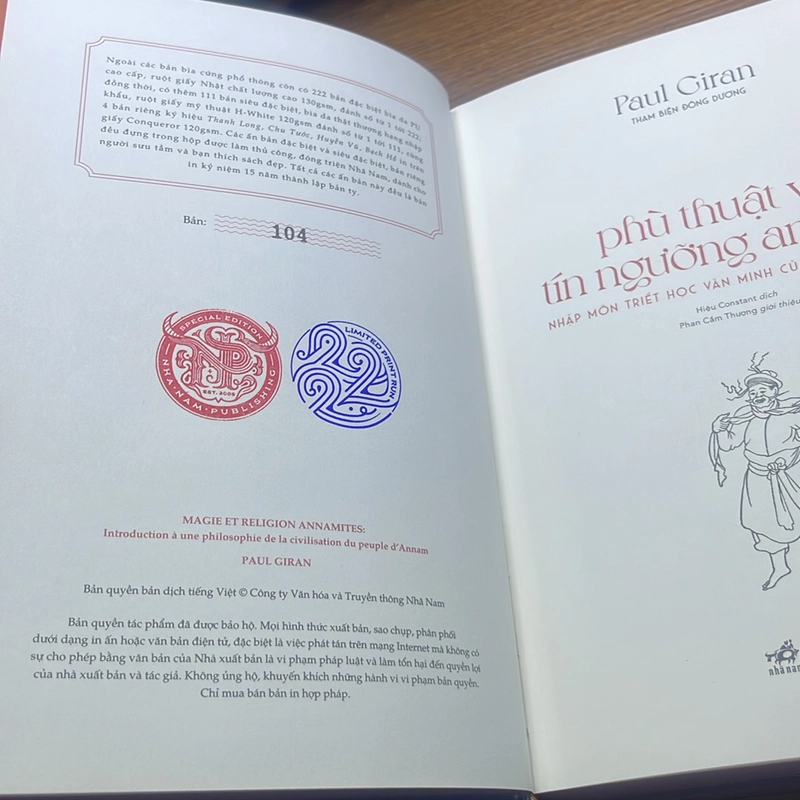 Ngoài các bản bìa cứng phổ thông còn có 222 bản đặc biệt bìa da PU
cao cấp, ruột giấy Nhật chất lượng cao 130gsm, đánh số từ 1 tới 222,
đồng thời, có thêm 111 bản siêu đặc biệt, bìa da thật thượng hạng nhập
khẩu, ruột giấy mỹ thuật H-White 120gsm đánh số từ 1 tới 111, cùng
4 bản riêng ký hiệu Thanh Long, Chu Tước, Huyền Vũ, Bạch Hổ in trên
giấy Conqueror 120gsm. Các ấn bản đặc biệt và siêu đặc biệt, bản riêng
đều đựng trong hộp được làm thủ công, đóng triện Nhã Nam, dành cho
người sưu tầm và bạn thích sách đẹp. Tất cả các ấn bản này đều là bản
in kỷ niệm 15 năm thành lập bản ty.
Bản: 104
SPECIAL EDITION
EST. 2005
NHA NAM PUBLISHING
LIMITED PRINT RUN
222
MAGIE ET RELIGION ANNAMITES:
Introduction à une philosophie de la civilisation du peuple d'Annam
PAUL GIRAN
Bản quyền bản dịch tiếng Việt © Công ty Văn hóa và Truyền thông Nhã Nam
Bản quyền tác phẩm đã được bảo hộ. Mọi hình thức xuất bản, sao chụp, phân phối
dưới dạng in ấn hoặc văn bản điện tử, đặc biệt là việc phát tán trên mạng Internet mà không có
sự cho phép bằng văn bản của Nhà xuất bản là vi phạm pháp luật và làm tổn hại đến quyền lợi
của nhà xuất bản và tác giả. Không ủng hộ, khuyến khích những hành vi vi phạm bản quyền.
Chỉ mua bán bản in hợp pháp.
Paul Giran
THAM BIỆN ĐÔNG DƯƠNG
phù thuật v
tín ngưỡng an
NHẬP MÔN TRIẾT HỌC VĂN MINH CỦ
Hiệu Constant dịch
Phan Cẩm Thượng giới thiệu
nhã nam